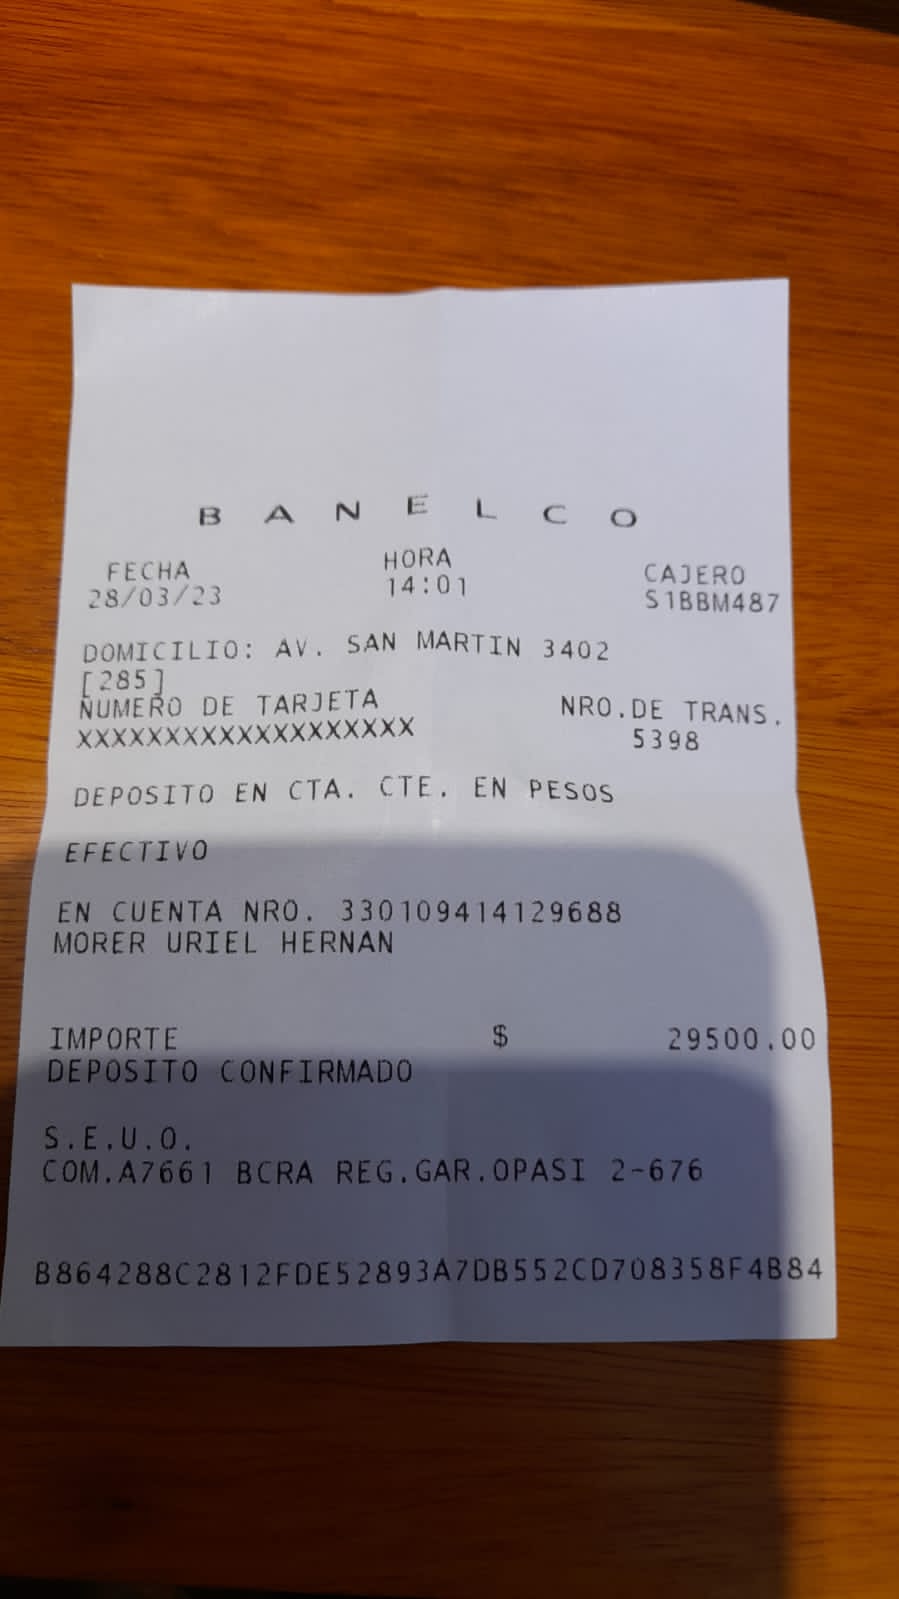 BANELCO
FECHA HORA CAJERO
28/03/23 14:01 S1BBM487
DOMICILIO: AV. SAN MARTIN 3402
[285]
NUMERO DE TARJETA NRO.DE TRANS.
XXXXXXXXXXXXXXXXXXX 5398
DEPOSITO EN CTA. CTE. EN PESOS
EFECTIVO
EN CUENTA NRO. 330109414129688
MORER URIEL HERNAN
IMPORTE $ 29500.00
DEPOSITO CONFIRMADO
S.E.U.O.
COM.A7661 BCRA REG.GAR.OPASI 2-676
B864288C2812FDE52893A7DB552CD708358F4B84